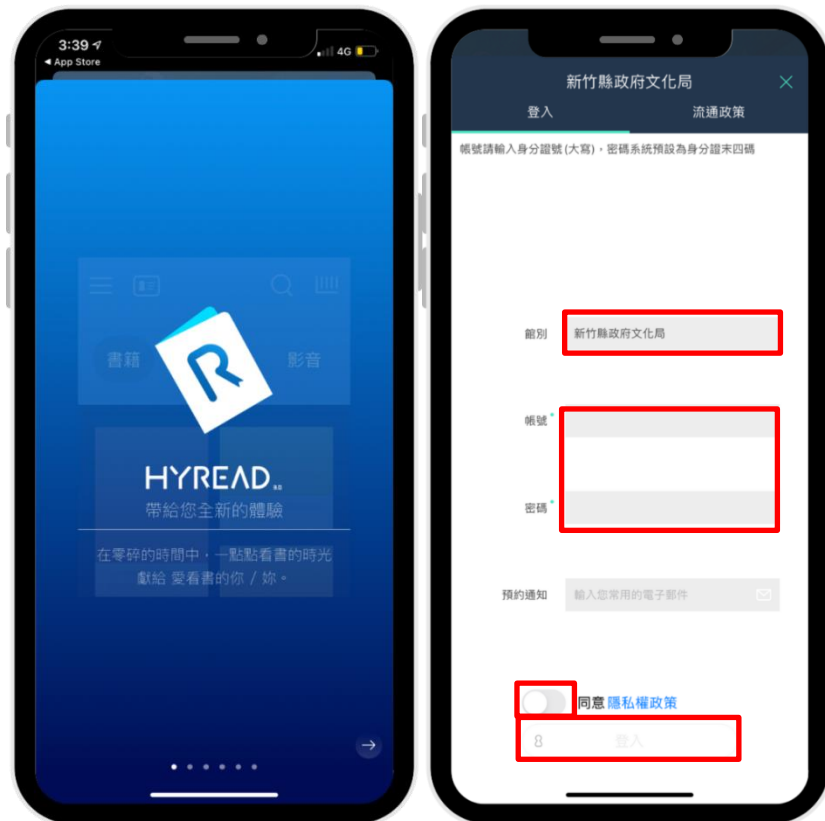 3:39
4G
◀ App Store
書籍
影音
R
HYREAD 3.0
帶給您全新的體驗
在零碎的時間中，一點點看書的時光
獻給 愛看書的你 / 妳。
新竹縣政府文化局
登入
流通政策
帳號請輸入身分證號(大寫)，密碼系統預設為身分證末四碼
館別
新竹縣政府文化局
帳號*
密碼*
預約通知
輸入您常用的電子郵件
同意 隱私權政策
8 登入